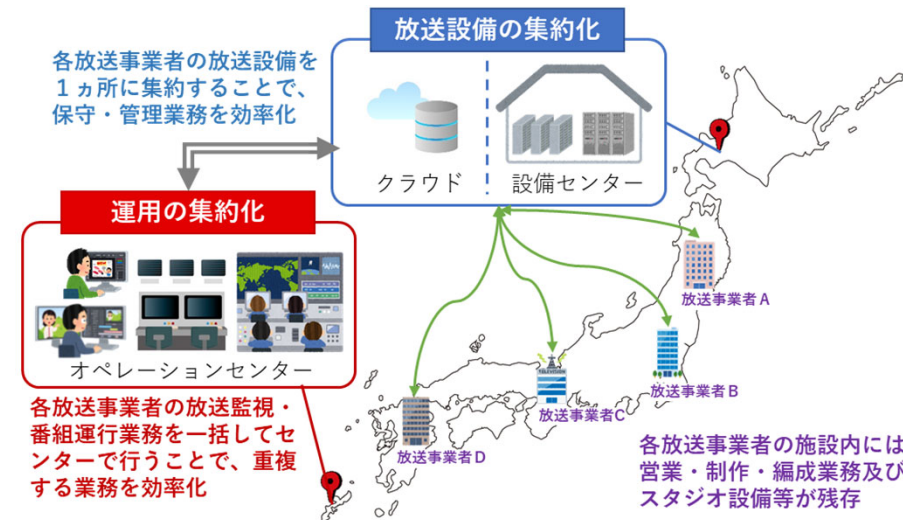 放送設備の集約化
各放送事業者の放送設備を
１ヵ所に集約することで、
保守・管理業務を効率化
クラウド
設備センター
運用の集約化
オペレーションセンター
各放送事業者の放送監視・
番組運行業務を一括してセ
ンターで行うことで、重複
する業務を効率化
放送事業者A
放送事業者B
TELEVISION
放送事業者C
放送事業者D
各放送事業者の施設内には
営業・制作・編成業務及び
スタジオ設備等が残存